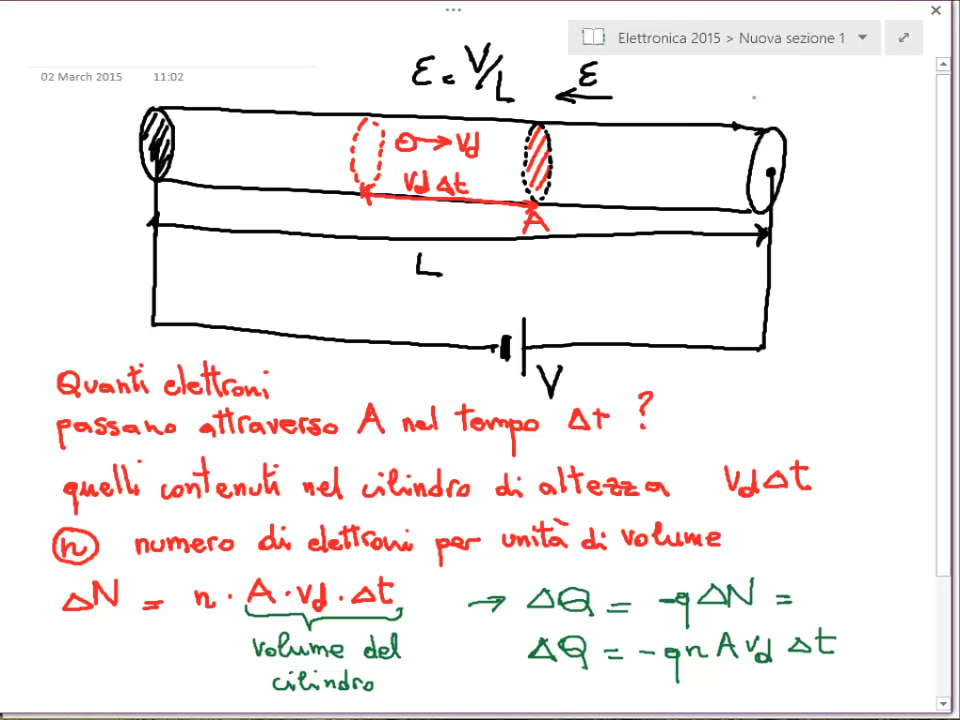 Elettronica 2015 > Nuova sezione 1
02 March 2015 11:02
ε = V/L
ε
vd
vd Δt
A
L
V
Quanti elettroni
passano attraverso A nel tempo Δt ?
quelli contenuti nel cilindro di altezza vd Δt
n numero di elettroni per unità di volume
ΔN = n · A · vd · Δt → ΔQ = -qΔN =
volume del
cilindro
ΔQ = -qn A vd Δt